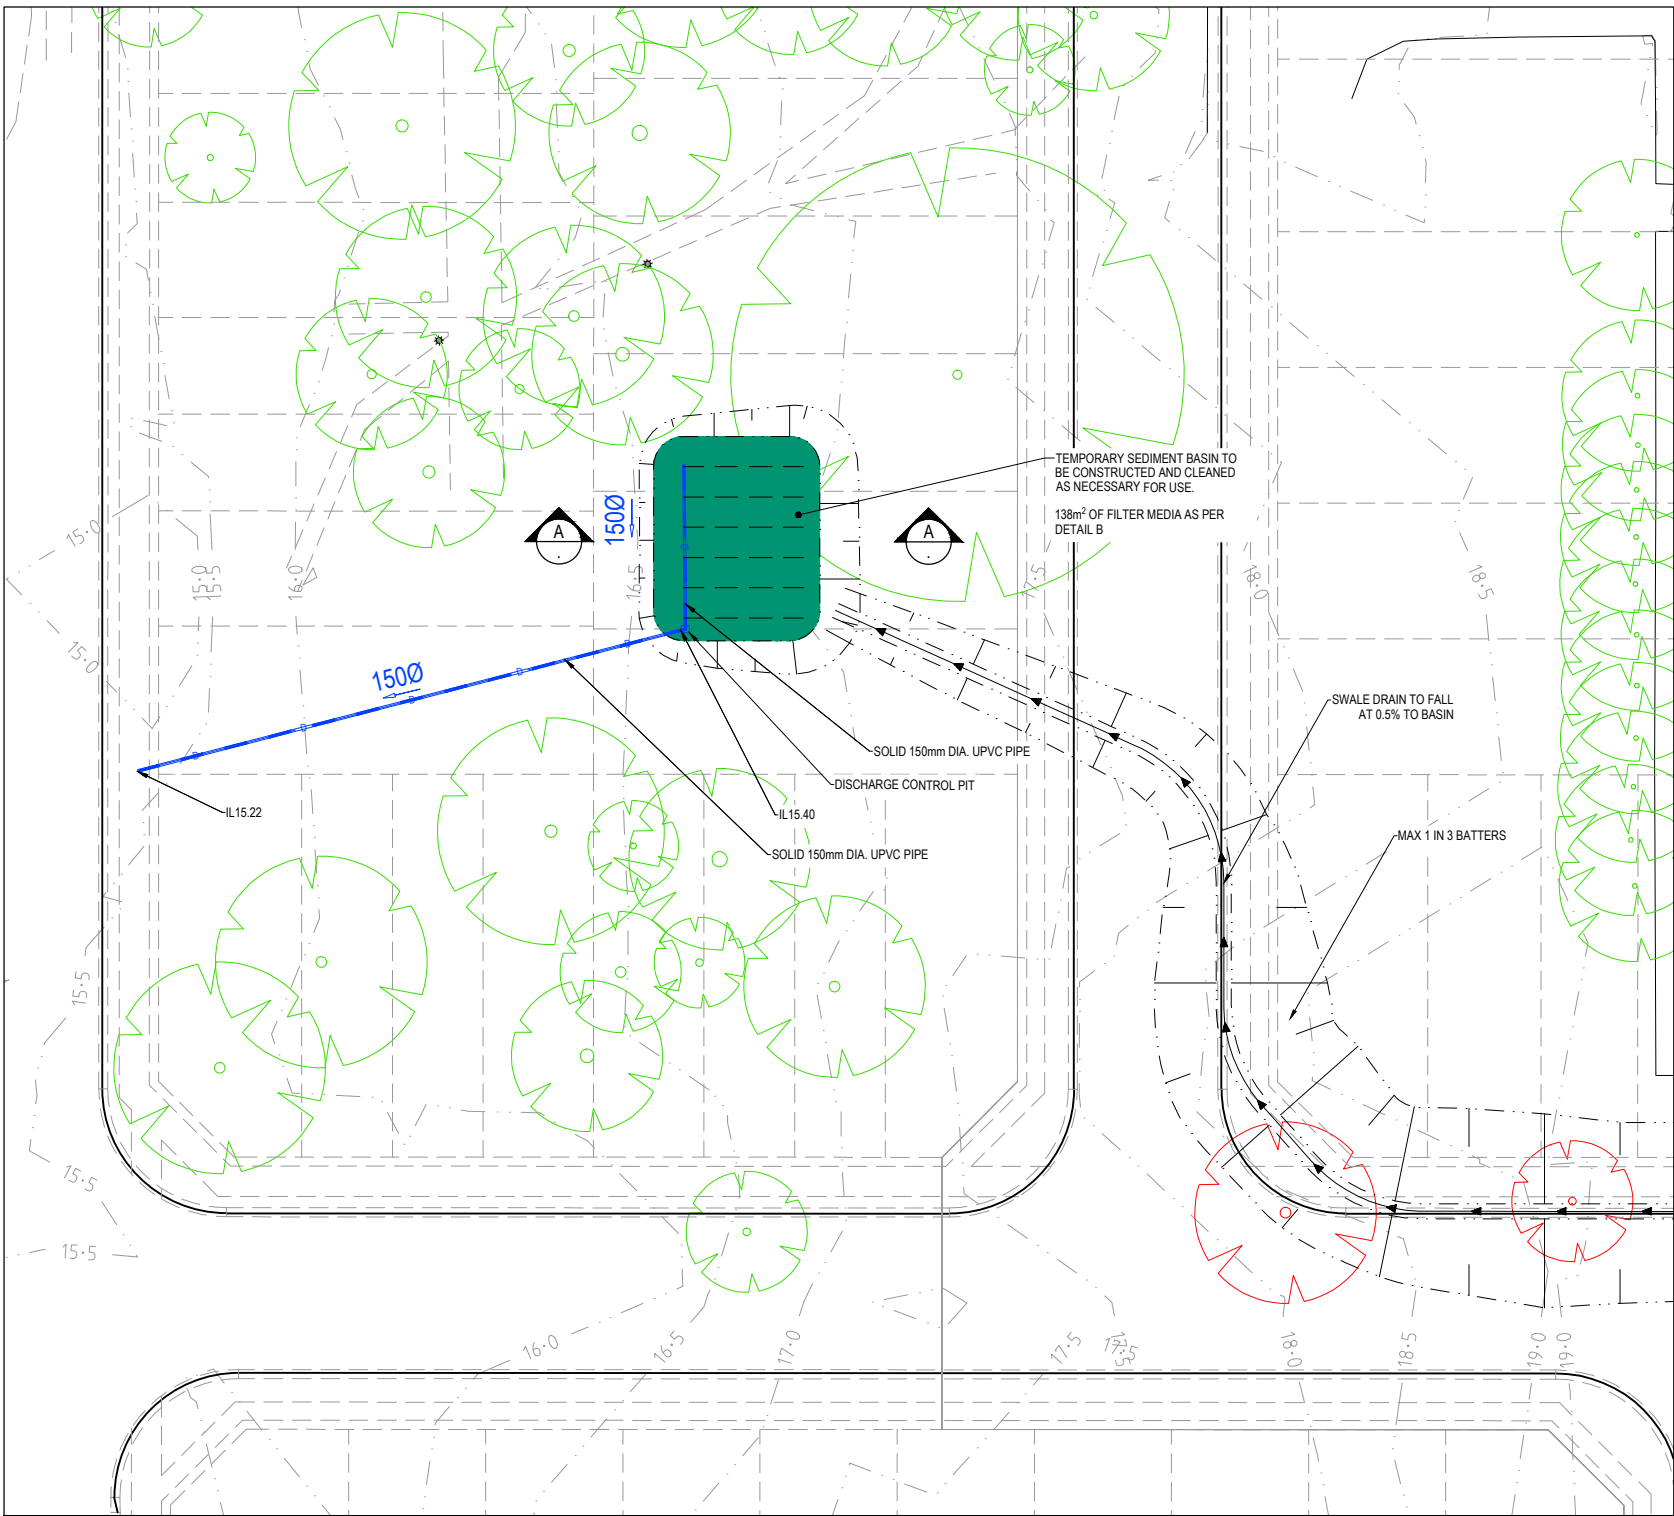 TEMPORARY SEDIMENT BASIN TO
BE CONSTRUCTED AND CLEANED
AS NECESSARY FOR USE.
138m² OF FILTER MEDIA AS PER
DETAIL B
150Ø
A
A
15.0
15.0
15.5
16.0
16.5
17.5
18.0
18.5
15.0
150Ø
SWALE DRAIN TO FALL
AT 0.5% TO BASIN
SOLID 150mm DIA. UPVC PIPE
DISCHARGE CONTROL PIT
IL15.22
IL15.40
MAX 1 IN 3 BATTERS
SOLID 150mm DIA. UPVC PIPE
15.5
15.5
15.5
16.0
16.5
17.0
17.5
17.5
17.5
18.0
18.5
19.0
19.0